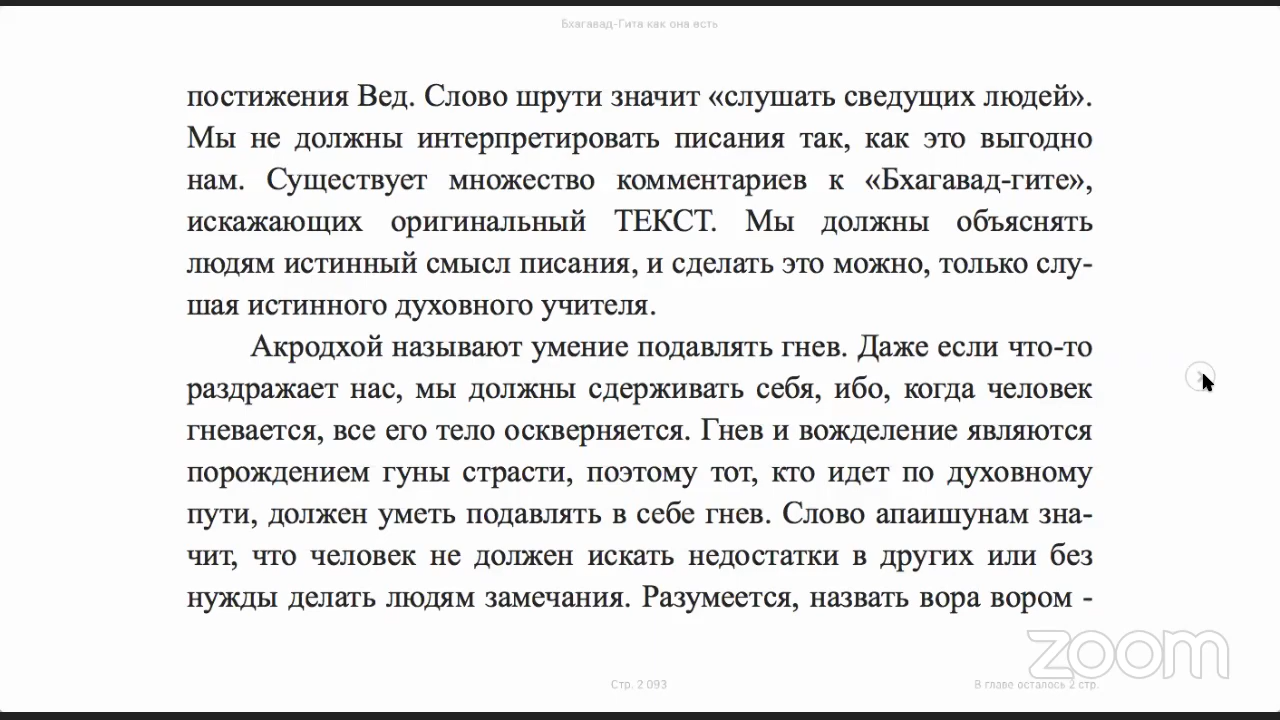 Бхагавад-Гита как она есть
постижения Вед. Слово шрути значит «слушать сведущих людей».
Мы не должны интерпретировать писания так, как это выгодно
нам. Существует множество комментариев к «Бхагавад-гите»,
искажающих оригинальный ТЕКСТ. Мы должны объяснять
людям истинный смысл писания, и сделать это можно, только слу-
шая истинного духовного учителя.
Акродхой называют умение подавлять гнев. Даже если что-то
раздражает нас, мы должны сдерживать себя, ибо, когда человек
гневается, все его тело оскверняется. Гнев и вожделение являются
порождением гуны страсти, поэтому тот, кто идет по духовному
пути, должен уметь подавлять в себе гнев. Слово апаишунам зна-
чит, что человек не должен искать недостатки в других или без
нужды делать людям замечания. Разумеется, назвать вора вором -
zoom
Стр. 2 093
В главе осталось 2 стр.